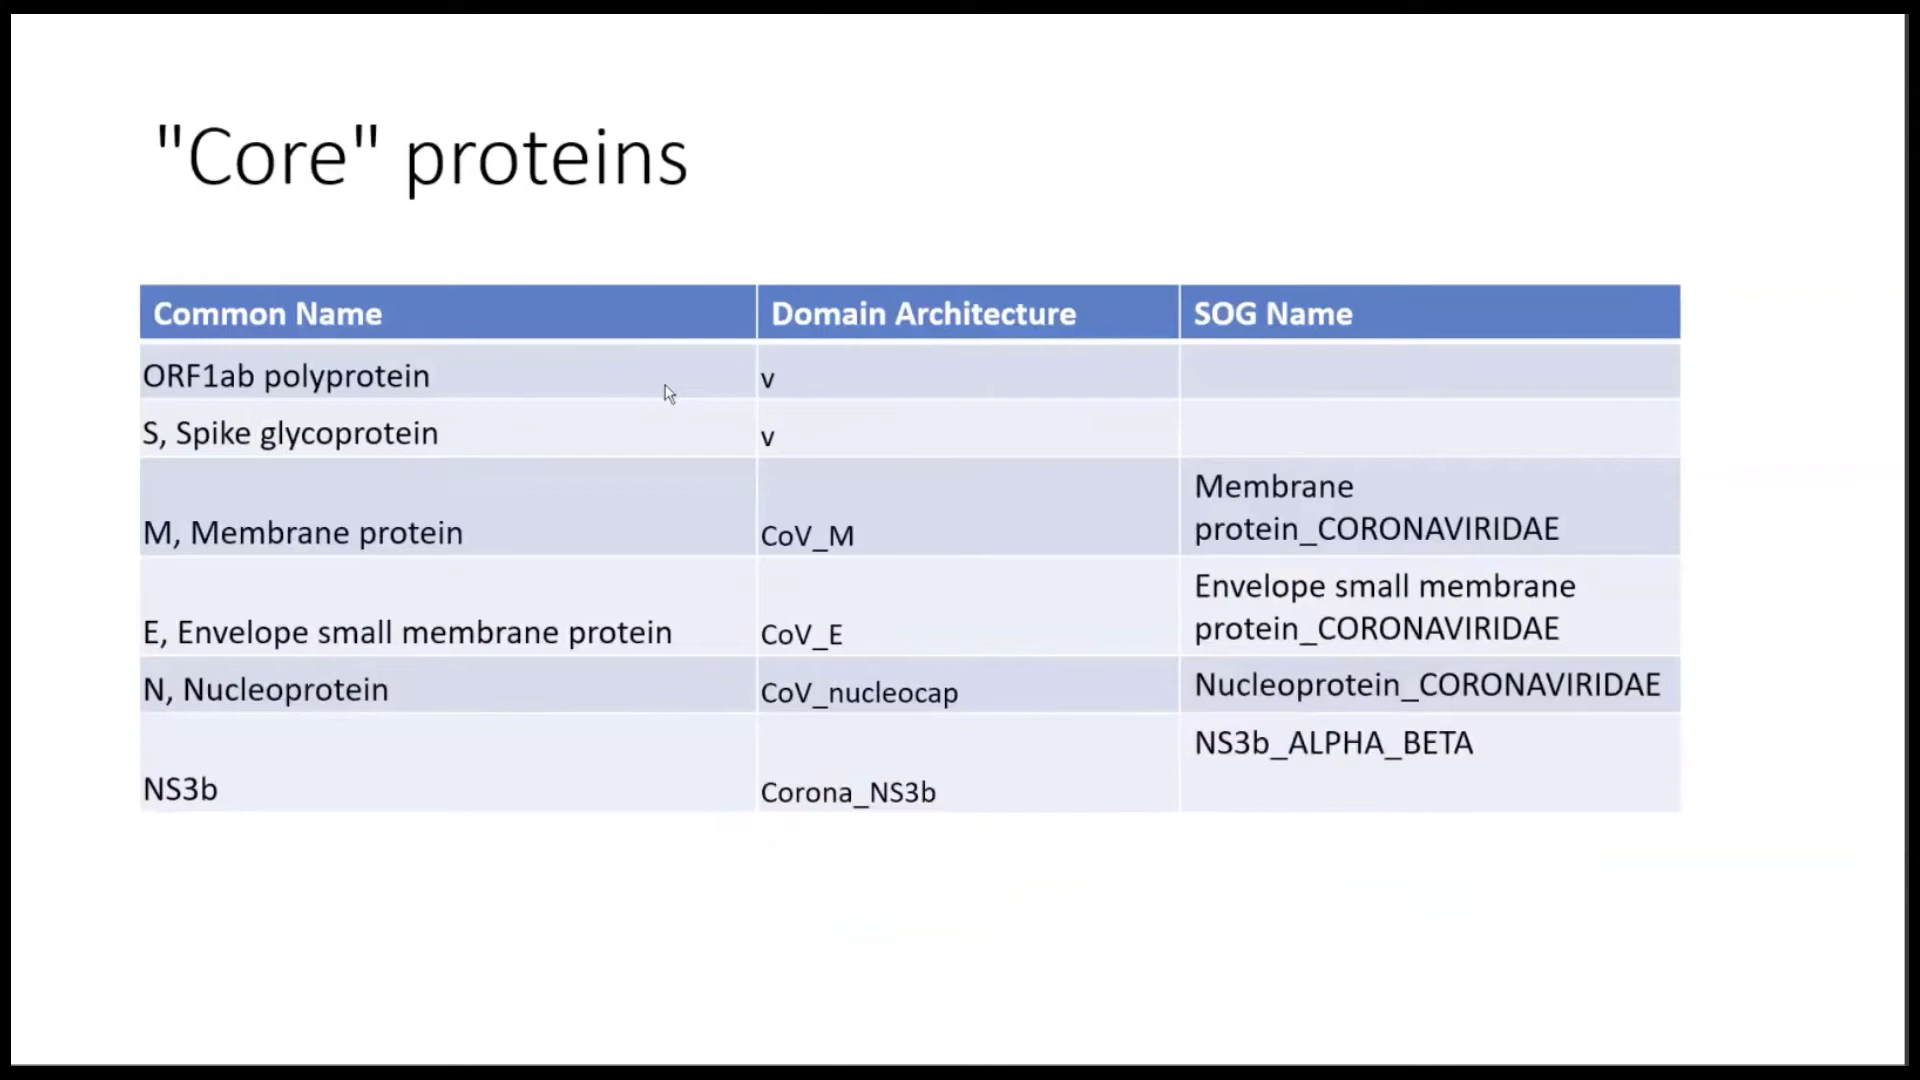 "Core" proteins
Common Name Domain Architecture SOG Name
ORF1ab polyprotein v
S, Spike glycoprotein v
Membrane
M, Membrane protein CoV_M protein_CORONAVIRIDAE
Envelope small membrane
E, Envelope small membrane protein CoV_E protein_CORONAVIRIDAE
N, Nucleoprotein CoV_nucleocap Nucleoprotein_CORONAVIRIDAE
NS3b_ALPHA_BETA
NS3b Corona_NS3b